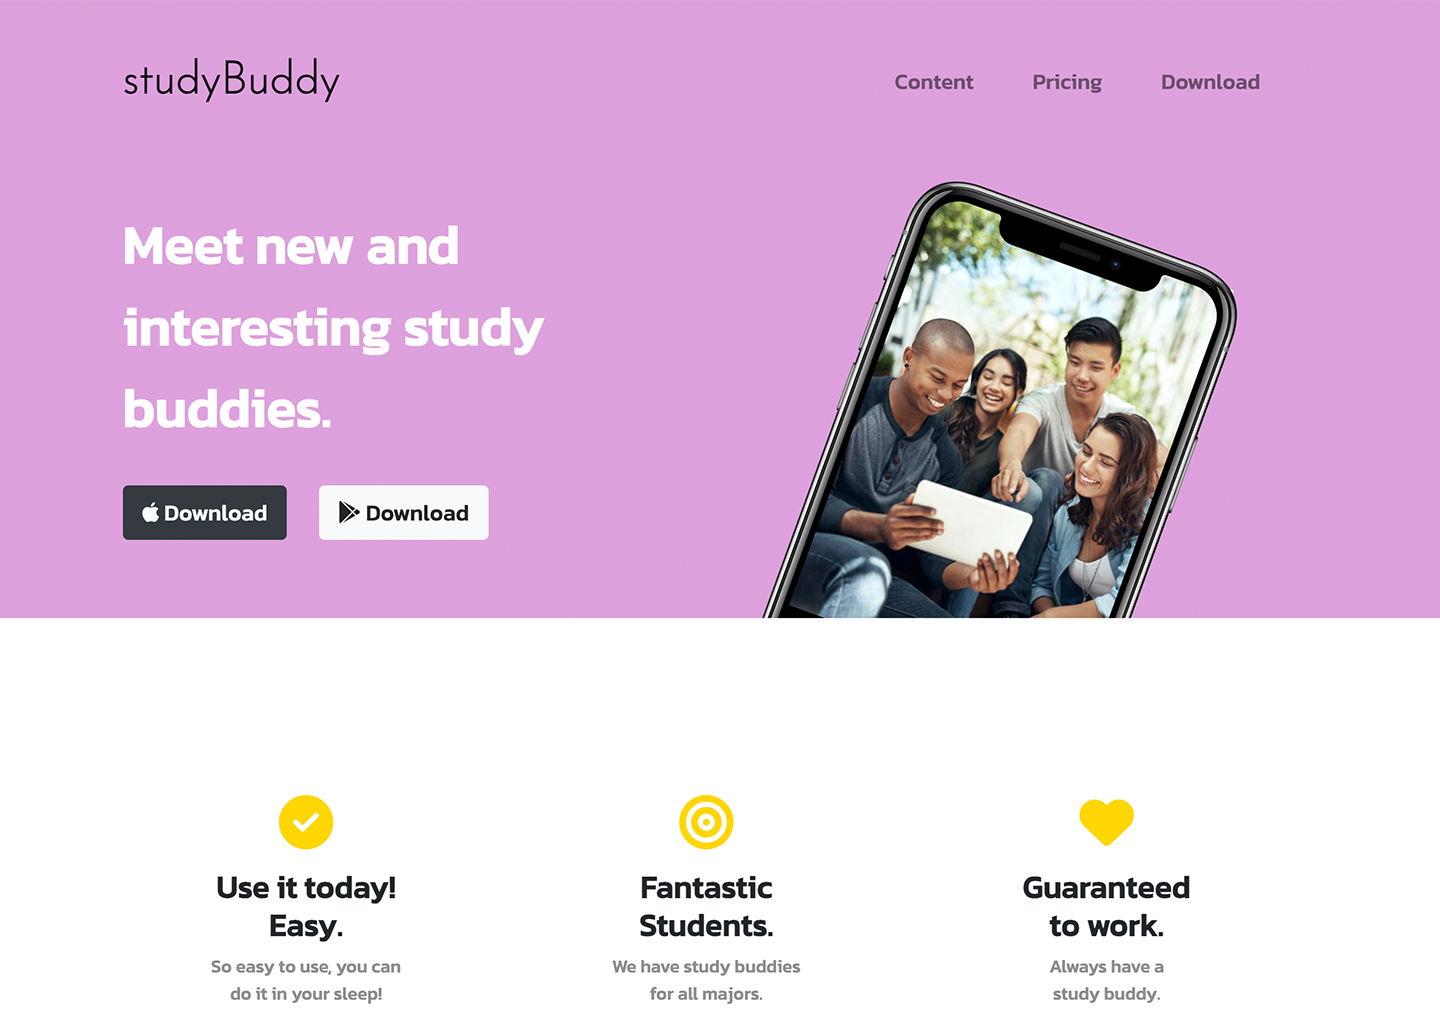 studyBuddy
Content
Pricing
Download
Meet new and
interesting study
buddies.
Download
Download
Use it today!
Easy.
So easy to use, you can
do it in your sleep!
Fantastic
Students.
We have study buddies
for all majors.
Guaranteed
to work.
Always have a
study buddy.